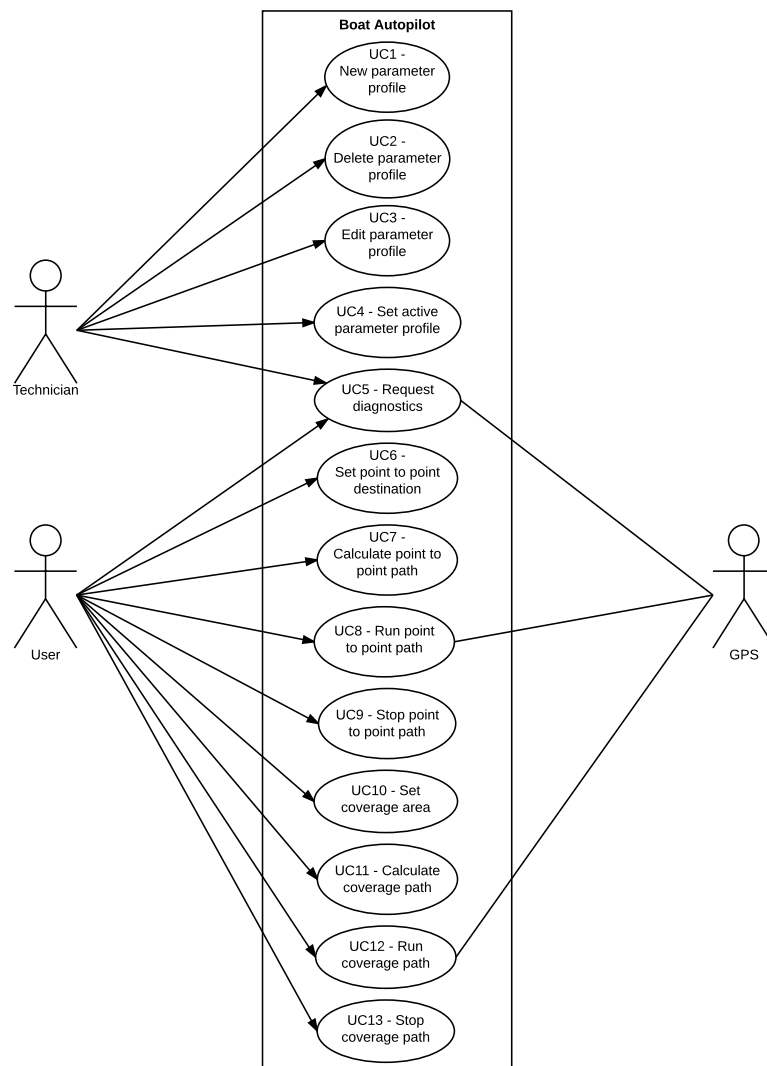 Boat Autopilot
UC1 -
New parameter
profile
UC2 -
Delete parameter
profile
UC3 -
Edit parameter
profile
UC4 - Set active
parameter profile
Technician
UC5 - Request
diagnostics
UC6 -
Set point to point
destination
UC7 -
Calculate point to
point path
UC8 - Run point
to point path
User
GPS
UC9 - Stop point
to point path
UC10 - Set
coverage area
UC11 - Calculate
coverage path
UC12 - Run
coverage path
UC13 - Stop
coverage path